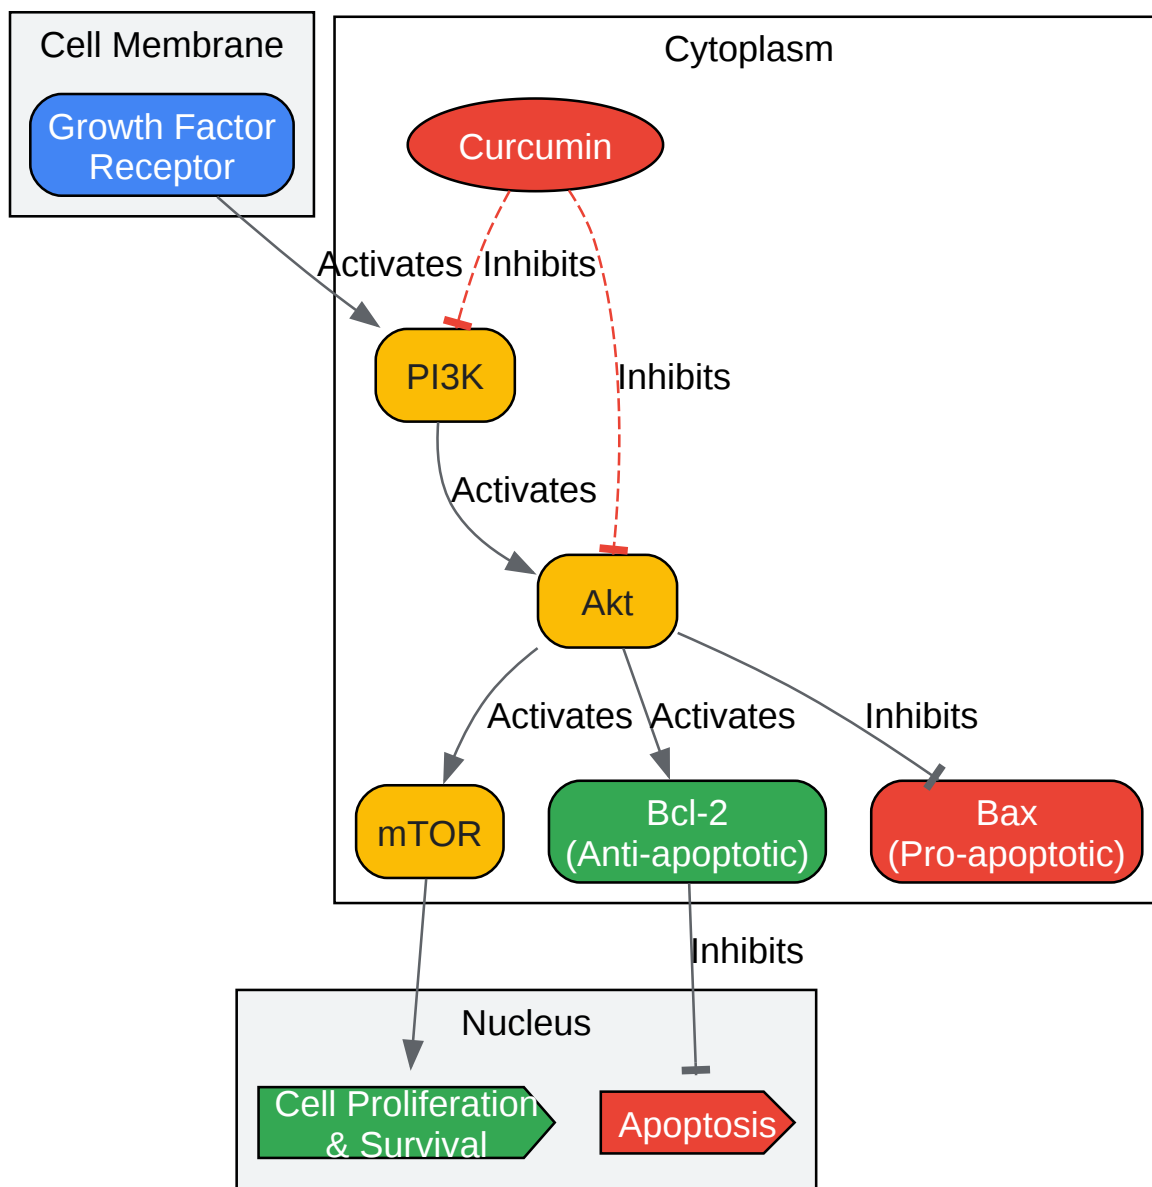 Cell Membrane
Growth Factor
Receptor
Cytoplasm
Curcumin
Activates
Inhibits
PI3K
Inhibits
Activates
Akt
Activates
Activates
Inhibits
mTOR
Bcl-2
(Anti-apoptotic)
Bax
(Pro-apoptotic)
Inhibits
Nucleus
Cell Proliferation
& Survival
Apoptosis